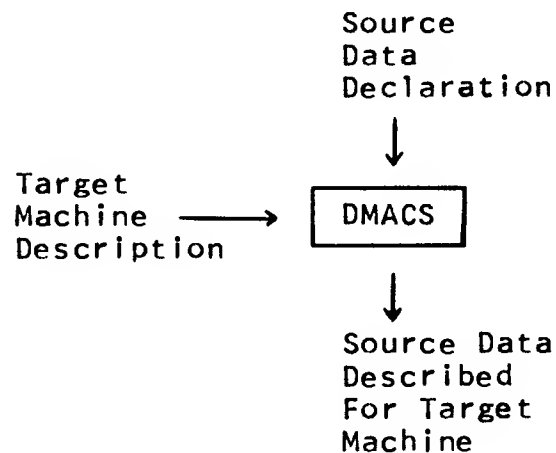 Source
Data
Declaration
Target
Machine
Description
DMACS
Source Data
Described
For Target
Machine